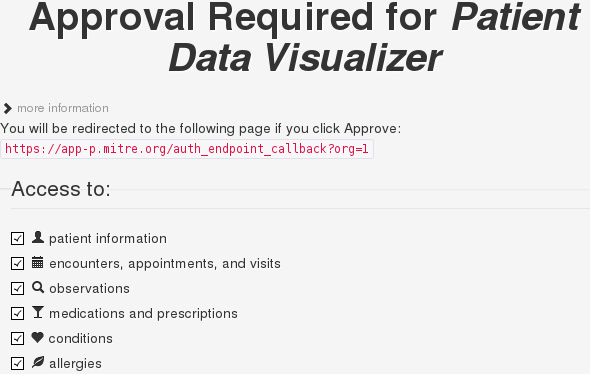 Approval Required for Patient
Data Visualizer
more information
You will be redirected to the following page if you click Approve:
https://app-p.mitre.org/auth_endpoint_callback?org=1
Access to:
patient information
encounters, appointments, and visits
observations
medications and prescriptions
conditions
allergies